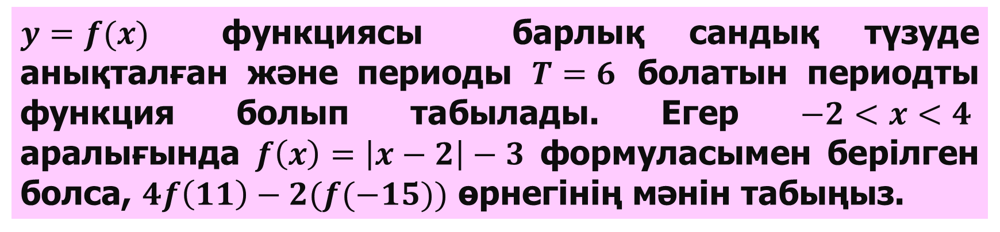 y = f(x) функциясы барлық сандық түзуде
анықталған және периоды T = 6 болатын периодты
функция болып табылады. Егер −2 < x < 4
аралығында f(x) = |x − 2| − 3 формуласымен берілген
болса, 4f(11) − 2(f(−15)) өрнегінің мәнін табыңыз.